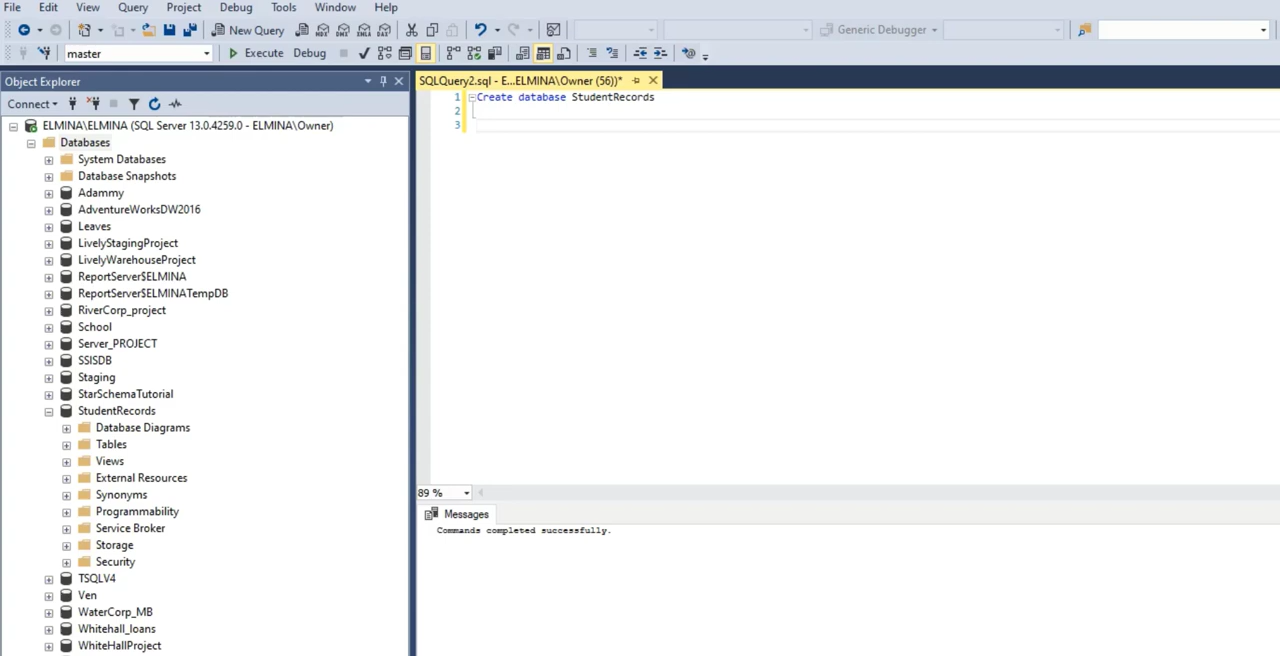 File Edit View Query Project Debug Tools Window Help
New Query Generic Debugger
master Execute Debug
Object Explorer
Connect
ELMINA\ELMINA (SQL Server 13.0.4259.0 - ELMINA\Owner)
Databases
System Databases
Database Snapshots
Adammy
AdventureWorksDW2016
Leaves
LivelyStagingProject
LivelyWarehouseProject
ReportServer$ELMINA
ReportServer$ELMINATempDB
RiverCorp_project
School
Server_PROJECT
SSISDB
Staging
StarSchemaTutorial
StudentRecords
Database Diagrams
Tables
Views
External Resources
Synonyms
Programmability
Service Broker
Storage
Security
TSQLV4
Ven
WaterCorp_MB
Whitehall_loans
WhiteHallProject
SQLQuery2.sql - E...ELMINA\Owner (56))*
1 Create database StudentRecords
2
3
89 %
Messages
Commands completed successfully.